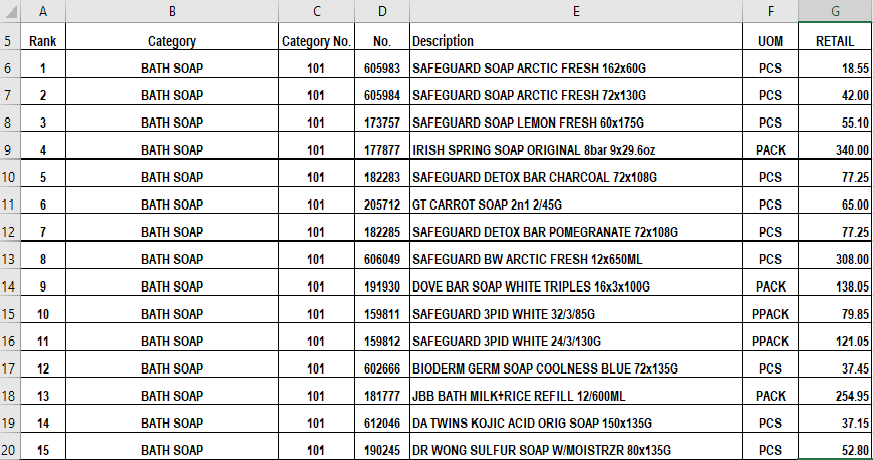 A B C D E F G
5 Rank Category Category No. No. Description UOM RETAIL
6 1 BATH SOAP 101 605983 SAFEGUARD SOAP ARCTIC FRESH 162x60G PCS 18.55
7 2 BATH SOAP 101 605984 SAFEGUARD SOAP ARCTIC FRESH 72x130G PCS 42.00
8 3 BATH SOAP 101 173757 SAFEGUARD SOAP LEMON FRESH 60x175G PCS 55.10
9 4 BATH SOAP 101 177877 IRISH SPRING SOAP ORIGINAL 8bar 9x29.6oz PACK 340.00
10 5 BATH SOAP 101 182283 SAFEGUARD DETOX BAR CHARCOAL 72x108G PCS 77.25
11 6 BATH SOAP 101 205712 GT CARROT SOAP 2n1 2/45G PCS 65.00
12 7 BATH SOAP 101 182285 SAFEGUARD DETOX BAR POMEGRANATE 72x108G PCS 77.25
13 8 BATH SOAP 101 606049 SAFEGUARD BW ARCTIC FRESH 12x650ML PCS 308.00
14 9 BATH SOAP 101 191930 DOVE BAR SOAP WHITE TRIPLES 16x3x100G PACK 138.05
15 10 BATH SOAP 101 159811 SAFEGUARD 3PID WHITE 32/3/85G PPACK 79.85
16 11 BATH SOAP 101 159812 SAFEGUARD 3PID WHITE 24/3/130G PPACK 121.05
17 12 BATH SOAP 101 602666 BIODERM GERM SOAP COOLNESS BLUE 72x135G PCS 37.45
18 13 BATH SOAP 101 181777 JBB BATH MILK+RICE REFILL 12/600ML PACK 254.95
19 14 BATH SOAP 101 612046 DA TWINS KOJIC ACID ORIG SOAP 150x135G PCS 37.15
20 15 BATH SOAP 101 190245 DR WONG SULFUR SOAP W/MOISTRZR 80x135G PCS 52.80